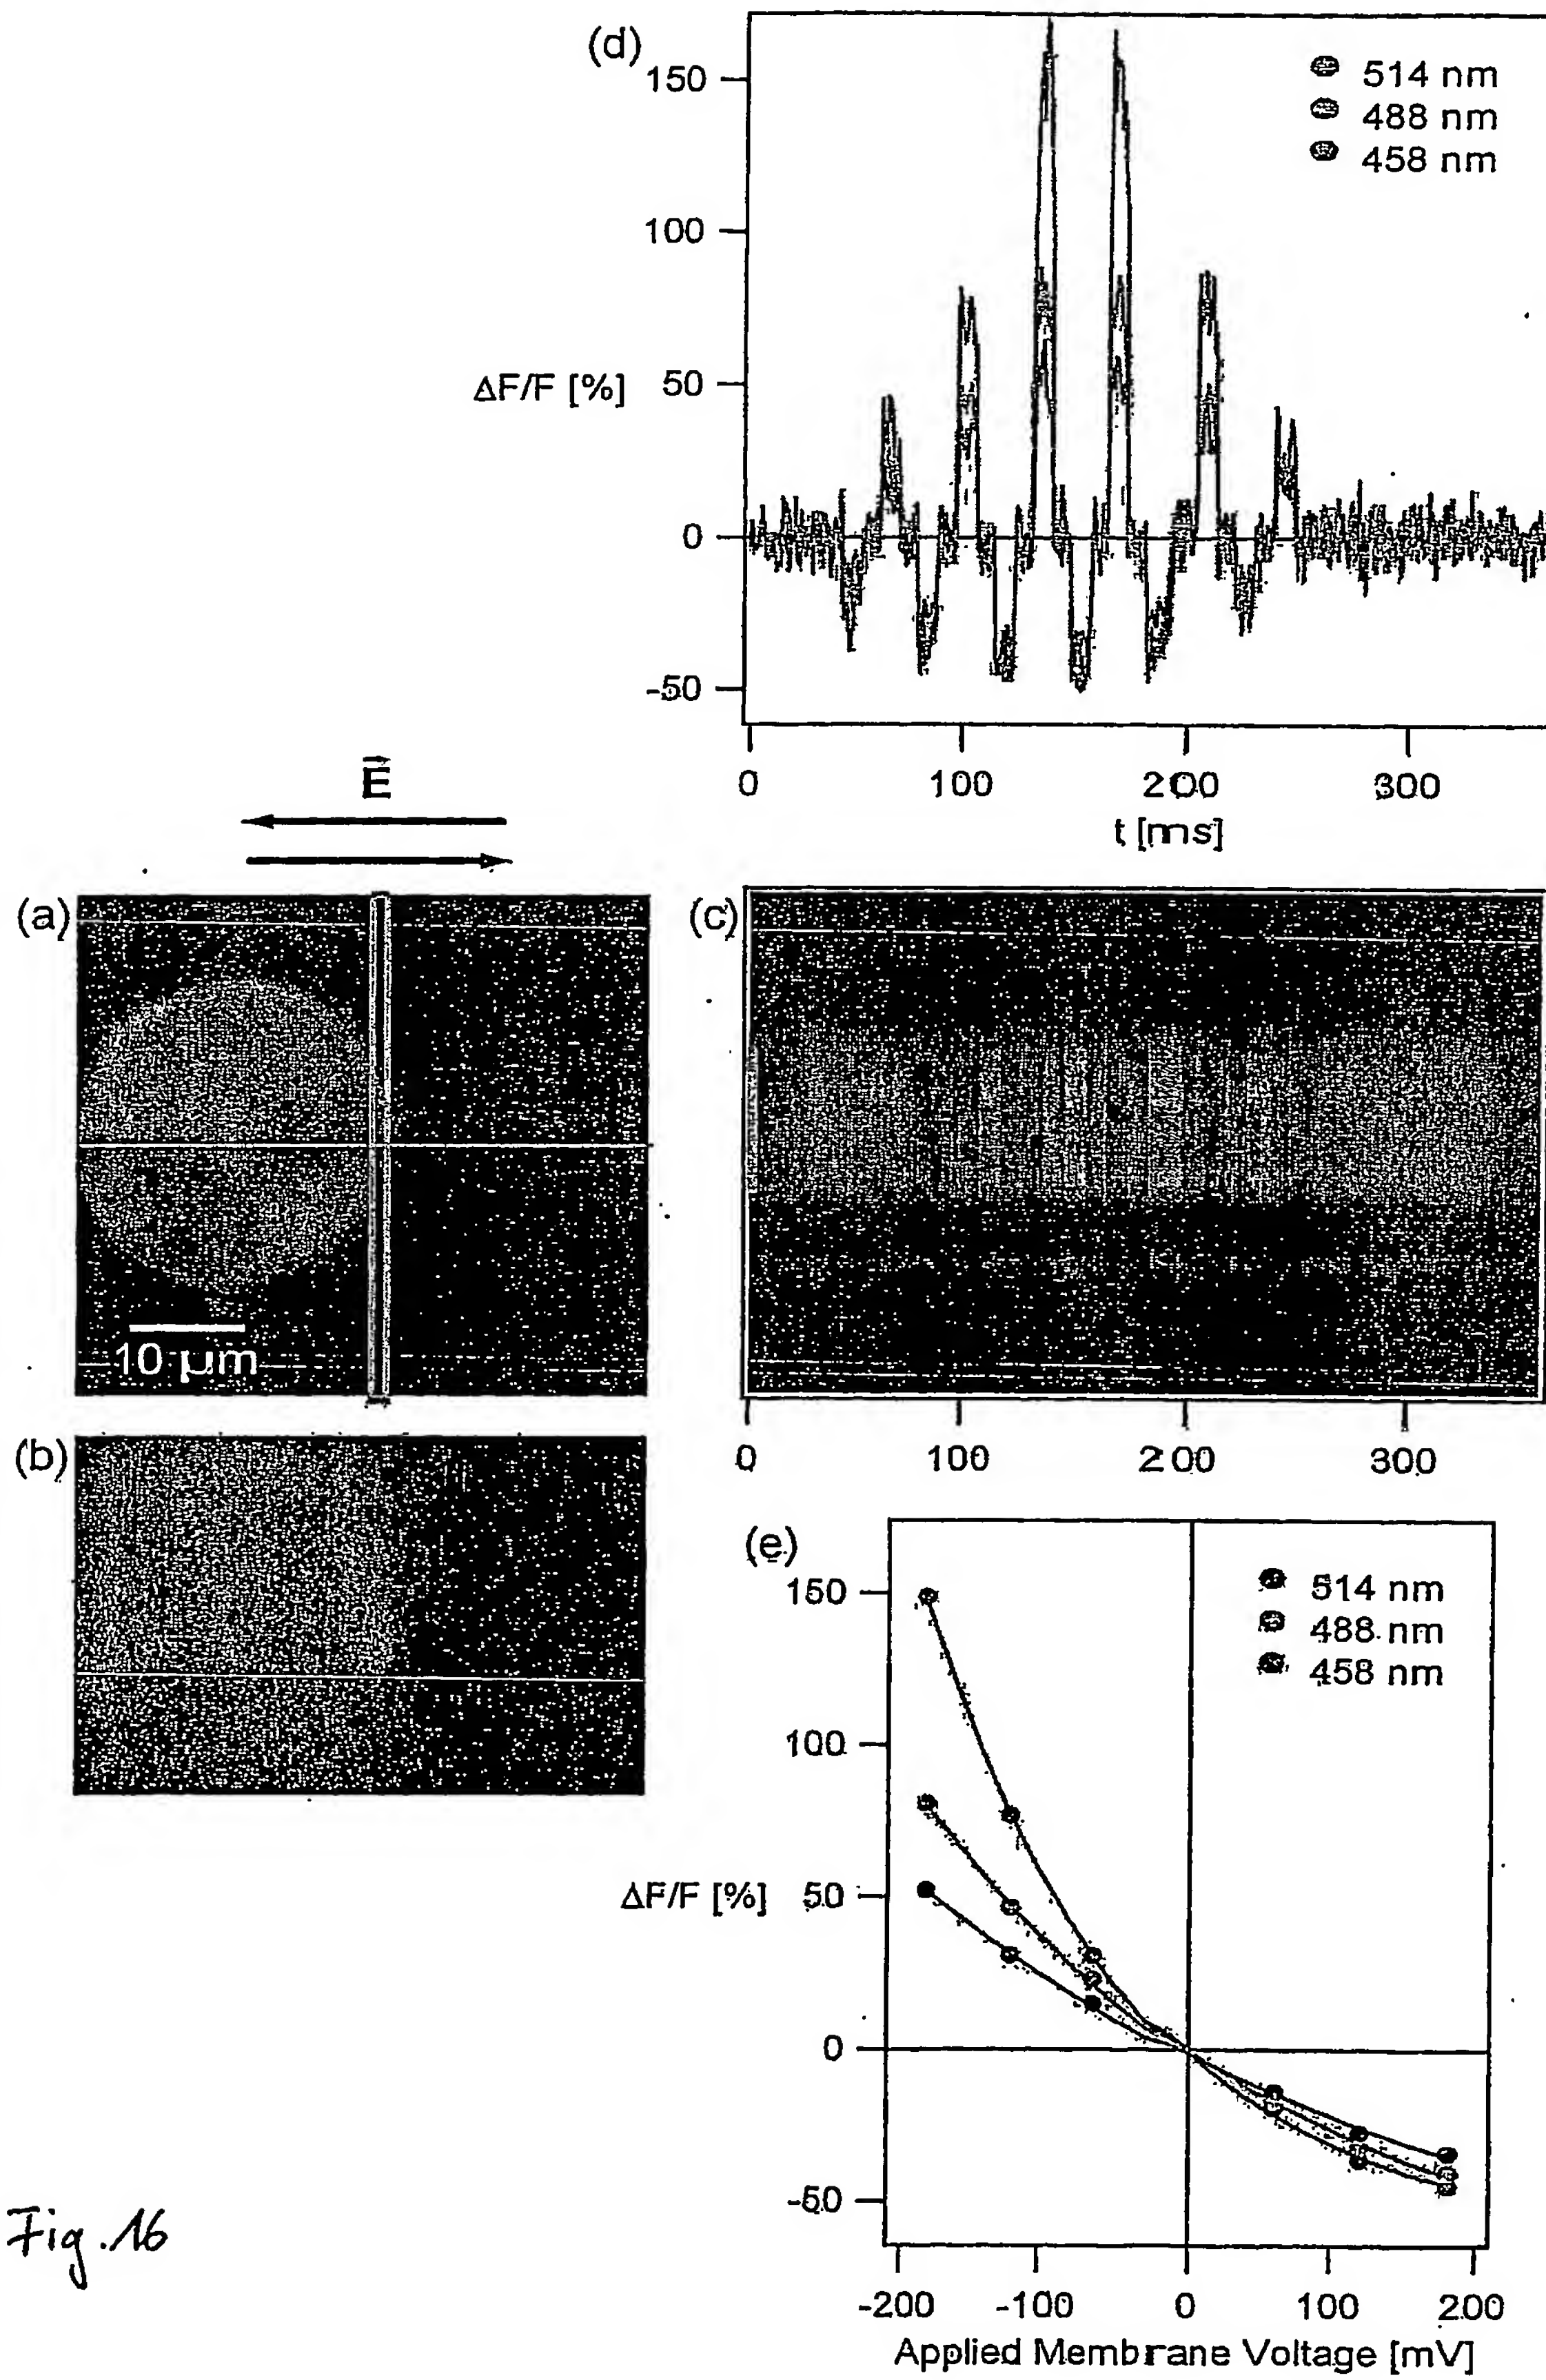 (d)
150
100
ΔF/F [%] 50
0
-50
514 nm
488 nm
458 nm
0 100 200 300
t [ms]
E
(a)
10 µm
(c)
0 100 200 300
(b)
(e)
514 nm
488 nm
458 nm
150
100
ΔF/F [%] 50
0
-50
-200 -100 0 100 200
Applied Membrane Voltage [mV]
Fig. 16